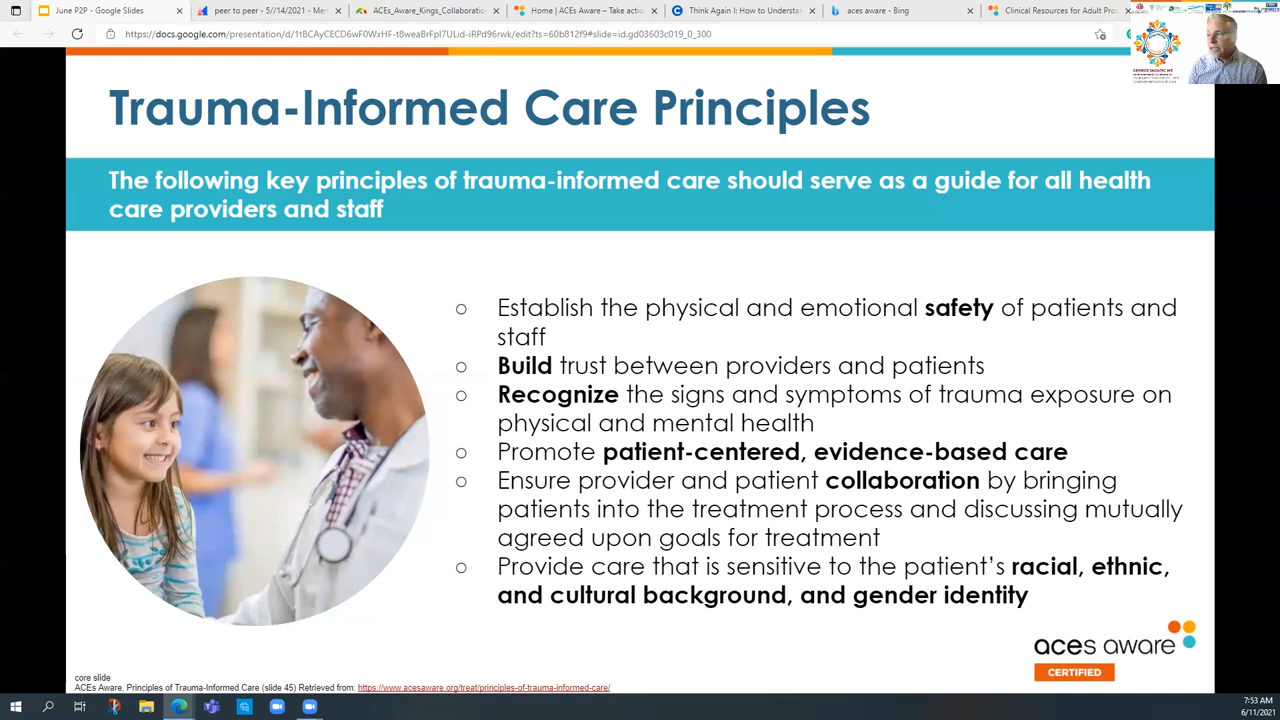 June P2P - Google Slides
peer to peer - 5//14/2021 - Mer
ACEs_Aware_Kings_Collaboratio
Home | ACEs Aware – Take actio
Think Again I: How to Understan
aces aware - Bing
Clinical Resources for Adult Pro
https://docs.google.com/presentation/d/1tBCAyCECD6wF0WxHF-t8weaBrFpI7ULid-iRPd96rwk/edit?ts=60b812f9#slide=id.gd03603c019_0_300
Trauma-Informed Care Principles
The following key principles of trauma-informed care should serve as a guide for all health
care providers and staff
○ Establish the physical and emotional safety of patients and
staff
○ Build trust between providers and patients
○ Recognize the signs and symptoms of trauma exposure on
physical and mental health
○ Promote patient-centered, evidence-based care
○ Ensure provider and patient collaboration by bringing
patients into the treatment process and discussing mutually
agreed upon goals for treatment
○ Provide care that is sensitive to the patient's racial, ethnic,
and cultural background, and gender identity
aces aware
CERTIFIED
core slide
ACEs Aware, Principles of Trauma-Informed Care (slide 45) Retrieved from: https://www.acesaware.org/treat/principles-of-trauma-informed-care/
7:53 AM
6/11/2021